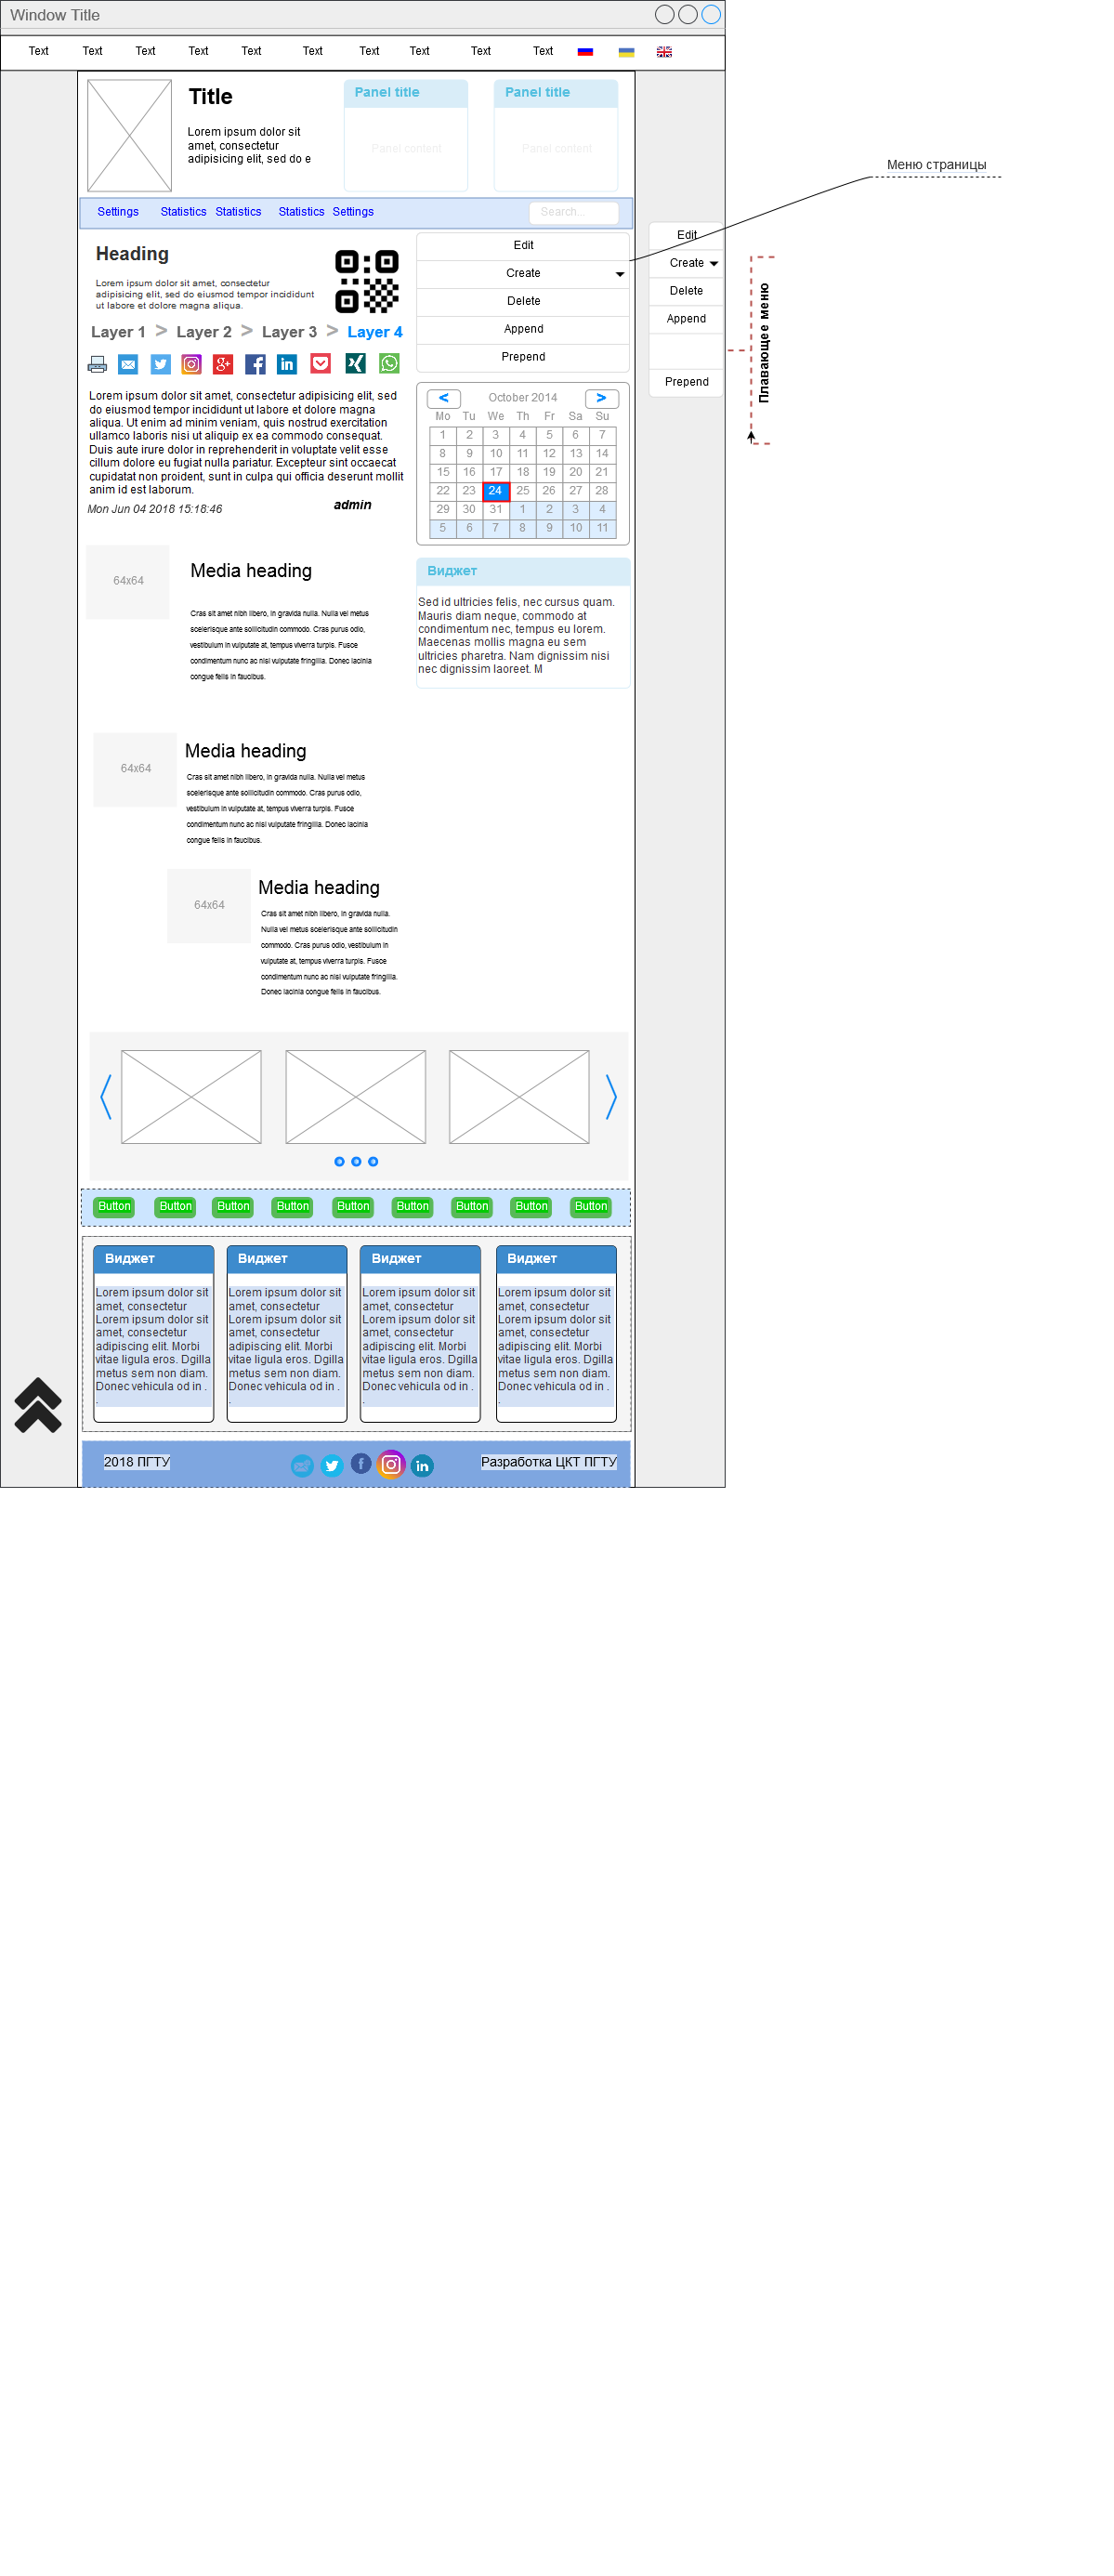 Window Title
Text Text Text Text Text Text Text Text Text Text
Title
Lorem ipsum dolor sit
amet, consectetur
adipisicing elit, sed do e
Panel title
Panel content
Panel title
Panel content
Меню страницы
Settings Statistics Statistics Statistics Settings
Search...
Heading
Lorem ipsum dolor sit amet, consectetur
adipisicing elit, sed do eiusmod tempor incididunt
ut labore et dolore magna aliqua.
Layer 1 > Layer 2 > Layer 3 > Layer 4
Edit
Create
Delete
Append
Prepend
Edit
Create
Delete
Append
Prepend
Плавающее меню
Lorem ipsum dolor sit amet, consectetur adipisicing elit, sed
do eiusmod tempor incididunt ut labore et dolore magna
aliqua. Ut enim ad minim veniam, quis nostrud exercitation
ullamco laboris nisi ut aliquip ex ea commodo consequat.
Duis aute irure dolor in reprehenderit in voluptate velit esse
cillum dolore eu fugiat nulla pariatur. Excepteur sint occaecat
cupidatat non proident, sunt in culpa qui officia deserunt mollit
anim id est laborum.
Mon Jun 04 2018 15:18:46
admin
< October 2014 >
Mo Tu We Th Fr Sa Su
1 2 3 4 5 6 7
8 9 10 11 12 13 14
15 16 17 18 19 20 21
22 23 24 25 26 27 28
29 30 31 1 2 3 4
5 6 7 8 9 10 11
Виджет
Sed id ultricies felis, nec cursus quam.
Mauris diam neque, commodo at
condimentum nec, tempus eu lorem.
Maecenas mollis magna eu sem
ultricies pharetra. Nam dignissim nisi
nec dignissim laoreet. M
64x64
Media heading
Cras sit amet nibh libero, in gravida nulla. Nulla vel metus
scelerisque ante sollicitudin commodo. Cras purus odio,
vestibulum in vulputate at, tempus viverra turpis. Fusce
condimentum nunc ac nisi vulputate fringilla. Donec lacinia
congue felis in faucibus.
64x64
Media heading
Cras sit amet nibh libero, in gravida nulla. Nulla vel metus
scelerisque ante sollicitudin commodo. Cras purus odio,
vestibulum in vulputate at, tempus viverra turpis. Fusce
condimentum nunc ac nisi vulputate fringilla. Donec lacinia
congue felis in faucibus.
64x64
Media heading
Cras sit amet nibh libero, in gravida nulla.
Nulla vel metus scelerisque ante sollicitudin
commodo. Cras purus odio, vestibulum in
vulputate at, tempus viverra turpis. Fusce
condimentum nunc ac nisi vulputate fringilla.
Donec lacinia congue felis in faucibus.
Button Button Button Button Button Button Button Button Button
Виджет
Lorem ipsum dolor sit
amet, consectetur
Lorem ipsum dolor sit
amet, consectetur
adipiscing elit. Morbi
vitae ligula eros. Dgilla
metus sem non diam.
Donec vehicula od in .
.
Виджет
Lorem ipsum dolor sit
amet, consectetur
Lorem ipsum dolor sit
amet, consectetur
adipiscing elit. Morbi
vitae ligula eros. Dgilla
metus sem non diam.
Donec vehicula od in .
.
Виджет
Lorem ipsum dolor sit
amet, consectetur
Lorem ipsum dolor sit
amet, consectetur
adipiscing elit. Morbi
vitae ligula eros. Dgilla
metus sem non diam.
Donec vehicula od in .
.
Виджет
Lorem ipsum dolor sit
amet, consectetur
Lorem ipsum dolor sit
amet, consectetur
adipiscing elit. Morbi
vitae ligula eros. Dgilla
metus sem non diam.
Donec vehicula od in .
.
2018 ПГТУ
Разработка ЦКТ ПГТУ